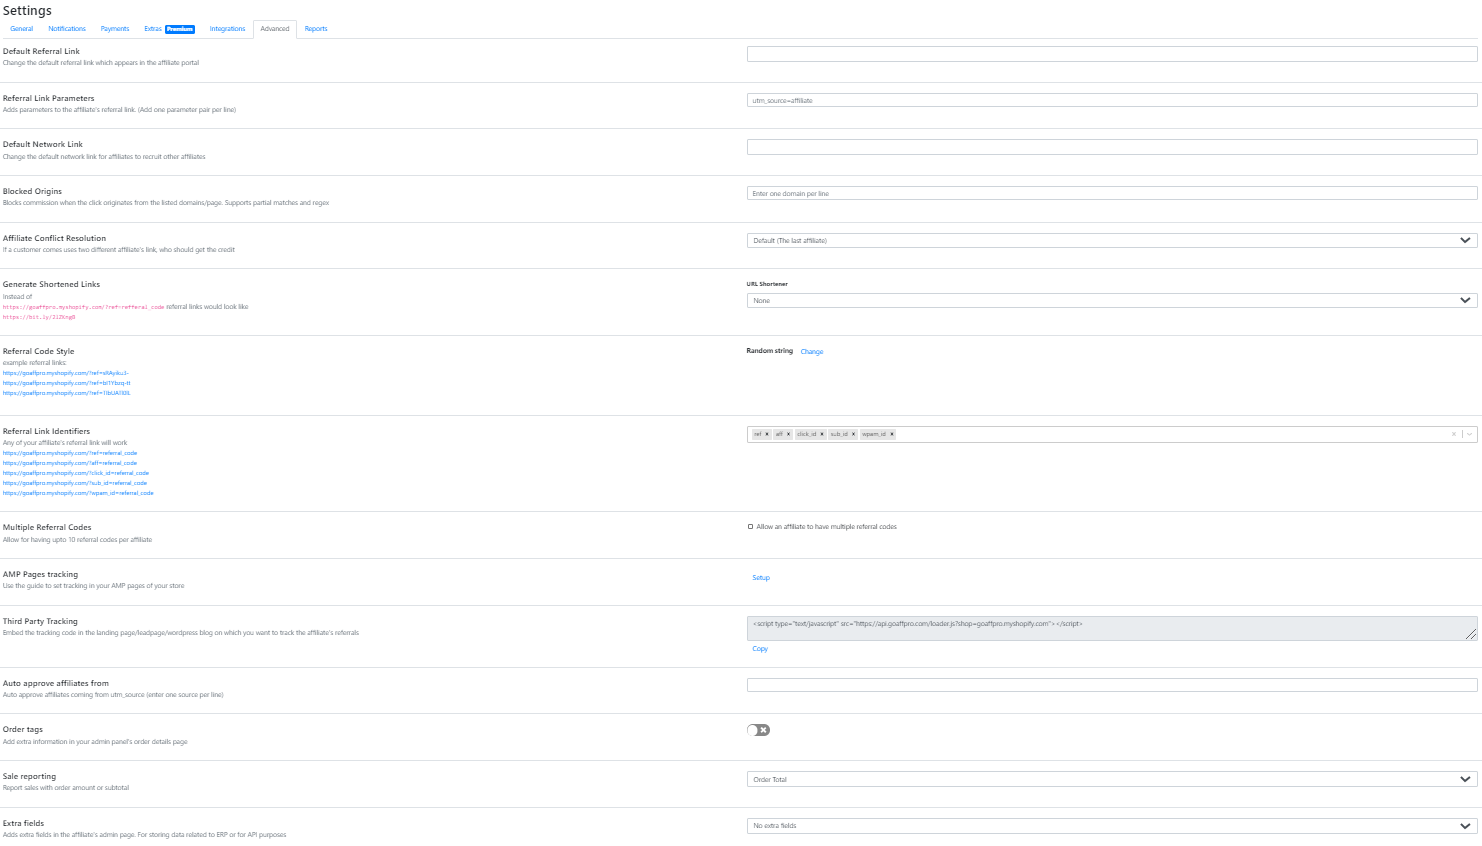 Settings
General Notifications Payments Extras Premium Integrations Advanced Reports
Default Referral Link
Change the default referral link which appears in the affiliate portal
Referral Link Parameters
Adds parameters to the affiliate's referral link. (Add one parameter pair per line)
utm_source=affiliate
Default Network Link
Change the default network link for affiliates to recruit other affiliates
Blocked Origins
Blocks commission when the click originates from the listed domains/page. Supports partial matches and regex
Enter one domain per line
Affiliate Conflict Resolution
If a customer comes uses two different affiliate's link, who should get the credit
Default (The last affiliate)
Generate Shortened Links
Instead of
https://goaffpro.myshopify.com/?ref=refferal_code referral links would look like
https://bit.ly/2iZKngB
URL Shortener
None
Referral Code Style
example referral links:
https://goaffpro.myshopify.com/?ref=
https://goaffpro.myshopify.com/?ref=
https://goaffpro.myshopify.com/?ref=
Random string Change
Referral Link Identifiers
Any of your affiliate's referral link will work
https://goaffpro.myshopify.com/?ref=referral_code
https://goaffpro.myshopify.com/?aff=referral_code
https://goaffpro.myshopify.com/?click_id=referral_code
https://goaffpro.myshopify.com/?sub_id=referral_code
https://goaffpro.myshopify.com/?wpam_id=referral_code
ref × aff × click_id × sub_id × wpam_id ×
Multiple Referral Codes
Allow for having upto 10 referral codes per affiliate
Allow an affiliate to have multiple referral codes
AMP Pages tracking
Use the guide to set tracking in your AMP pages of your store
Setup
Third Party Tracking
Embed the tracking code in the landing page/leadpage/wordpress blog on which you want to track the affiliate's referrals
<script type="text/javascript" src="https://api.goaffpro.com/loader.js?shop=goaffpro.myshopify.com"></script>
Copy
Auto approve affiliates from
Auto approve affiliates coming from utm_source (enter one source per line)
Order tags
Add extra information in your admin panel's order details page
Sale reporting
Report sales with order amount or subtotal
Order Total
Extra fields
Adds extra fields in the affiliate's admin page. For storing data related to ERP or for API purposes
No extra fields